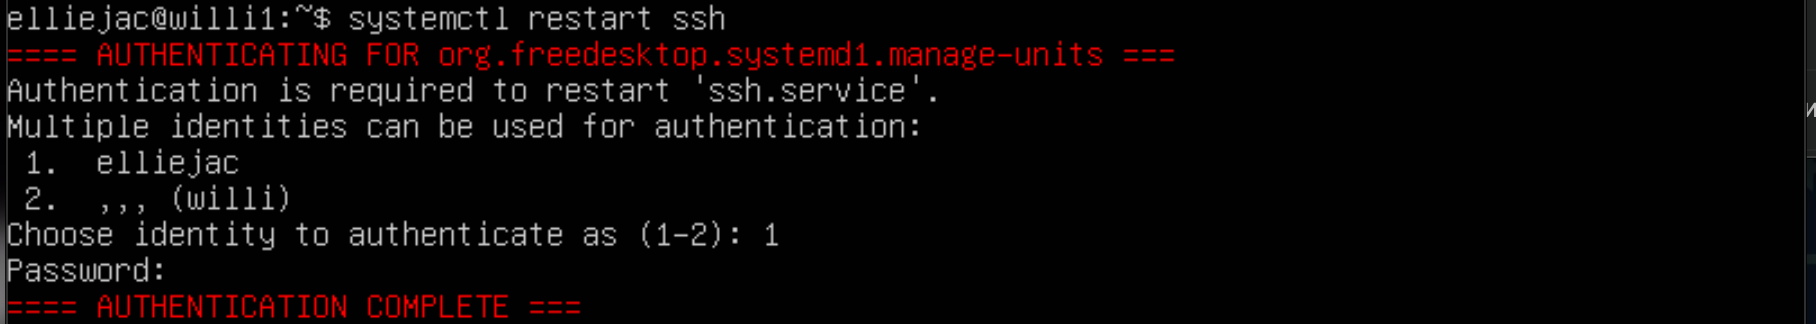 elliejac@willi1:~$ systemctl restart ssh
==== AUTHENTICATING FOR org.freedesktop.systemd1.manage-units ===
Authentication is required to restart 'ssh.service'.
Multiple identities can be used for authentication:
 1.  elliejac
 2.  ,,, (willi)
Choose identity to authenticate as (1-2): 1
Password:
==== AUTHENTICATION COMPLETE ===